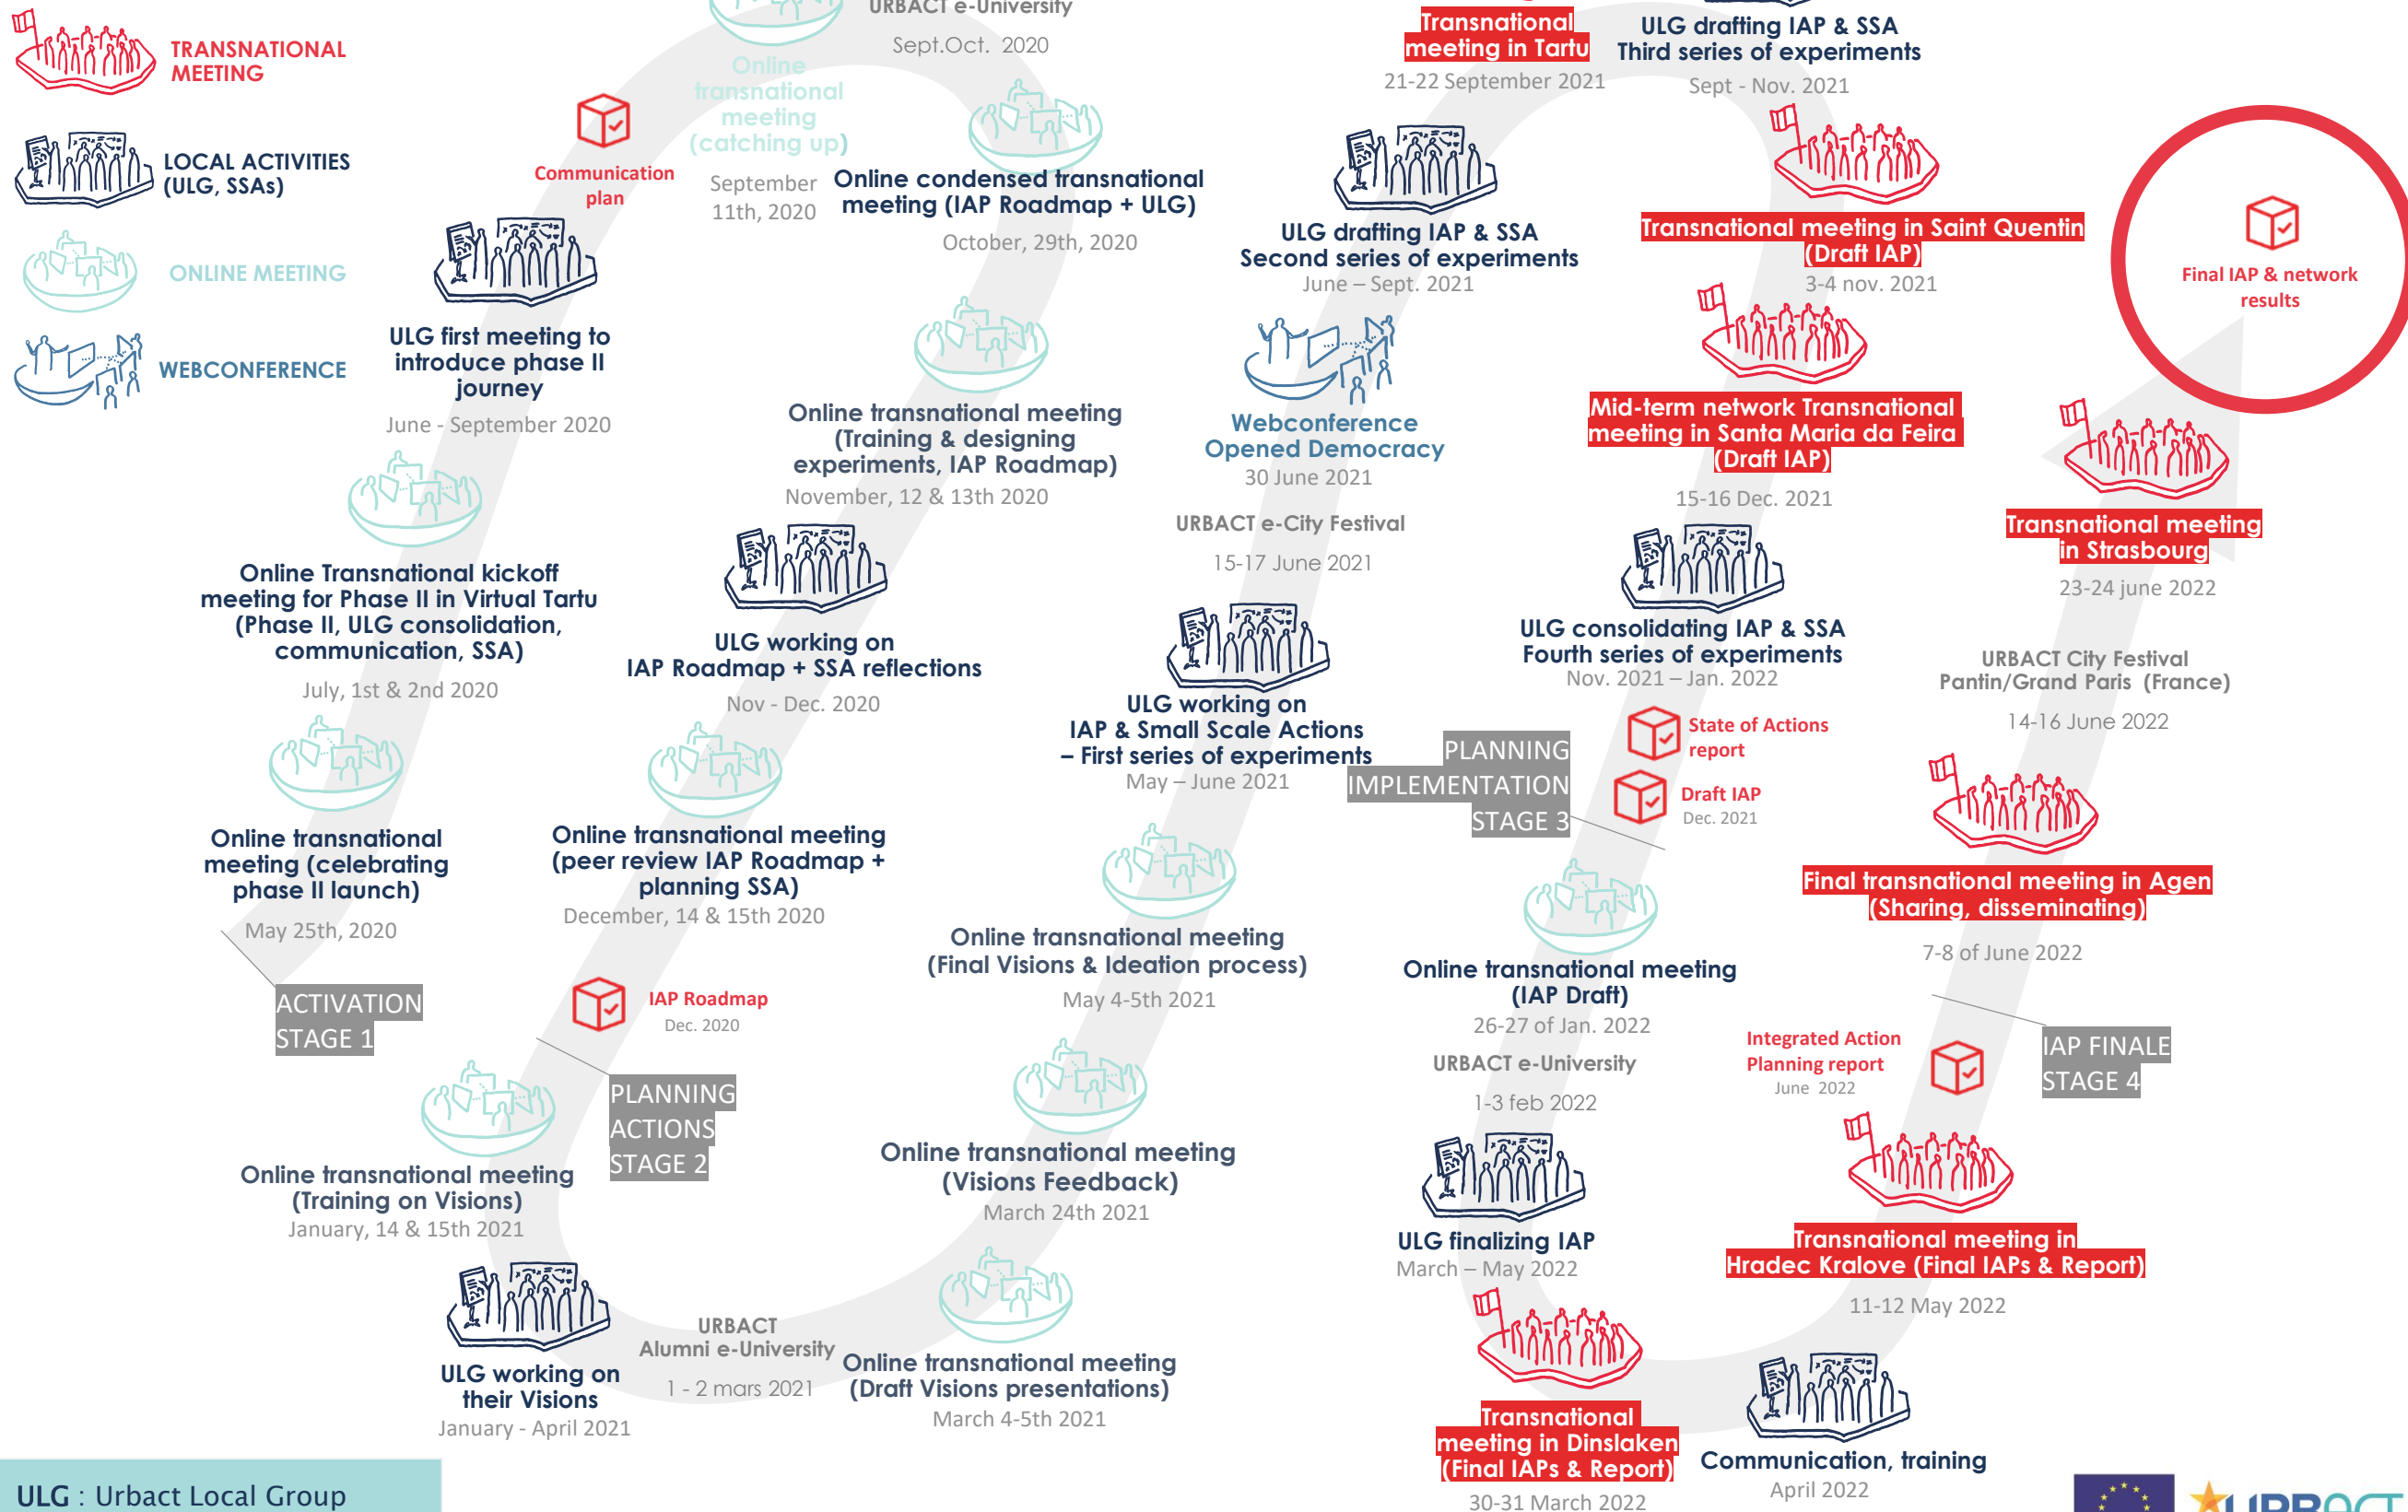 TRANSNATIONAL
MEETING
LOCAL ACTIVITIES
(ULG, SSAs)
ONLINE MEETING
WEBCONFERENCE
Communication
plan
ULG first meeting to
introduce phase II
journey
June - September 2020
Online Transnational kickoff
meeting for Phase II in Virtual Tartu
(Phase II, ULG consolidation,
communication, SSA)
July, 1st & 2nd 2020
Online transnational
meeting (celebrating
phase II launch)
May 25th, 2020
ACTIVATION
STAGE 1
URBACT e-University
Sept.Oct. 2020
Online
transnational
meeting
(catching up)
September
11th, 2020
Online condensed transnational
meeting (IAP Roadmap + ULG)
October, 29th, 2020
Online transnational meeting
(Training & designing
experiments, IAP Roadmap)
November, 12 & 13th 2020
ULG working on
IAP Roadmap + SSA reflections
Nov - Dec. 2020
Online transnational meeting
(peer review IAP Roadmap +
planning SSA)
December, 14 & 15th 2020
IAP Roadmap
Dec. 2020
PLANNING
ACTIONS
STAGE 2
Online transnational meeting
(Training on Visions)
January, 14 & 15th 2021
ULG working on
their Visions
January - April 2021
URBACT
Alumni e-University
1 - 2 mars 2021
Online transnational meeting
(Draft Visions presentations)
March 4-5th 2021
Online transnational meeting
(Visions Feedback)
March 24th 2021
Online transnational meeting
(Final Visions & Ideation process)
May 4-5th 2021
ULG working on
IAP & Small Scale Actions
– First series of experiments
May – June 2021
URBACT e-City Festival
15-17 June 2021
Webconference
Opened Democracy
30 June 2021
ULG drafting IAP & SSA
Second series of experiments
June – Sept. 2021
Transnational
meeting in Tartu
21-22 September 2021
ULG drafting IAP & SSA
Third series of experiments
Sept - Nov. 2021
Transnational meeting in Saint Quentin
(Draft IAP)
3-4 nov. 2021
Mid-term network Transnational
meeting in Santa Maria da Feira
(Draft IAP)
15-16 Dec. 2021
ULG consolidating IAP & SSA
Fourth series of experiments
Nov. 2021 – Jan. 2022
State of Actions
report
Draft IAP
Dec. 2021
PLANNING
IMPLEMENTATION
STAGE 3
Online transnational meeting
(IAP Draft)
26-27 of Jan. 2022
URBACT e-University
1-3 feb 2022
ULG finalizing IAP
March – May 2022
Transnational
meeting in Dinslaken
(Final IAPs & Report)
30-31 March 2022
Communication, training
April 2022
Transnational meeting in
Hradec Kralove (Final IAPs & Report)
11-12 May 2022
Integrated Action
Planning report
June 2022
IAP FINALE
STAGE 4
Final transnational meeting in Agen
(Sharing, disseminating)
7-8 of June 2022
URBACT City Festival
Pantin/Grand Paris (France)
14-16 June 2022
Transnational meeting
in Strasbourg
23-24 june 2022
Final IAP & network
results
ULG : Urbact Local Group
URBACT